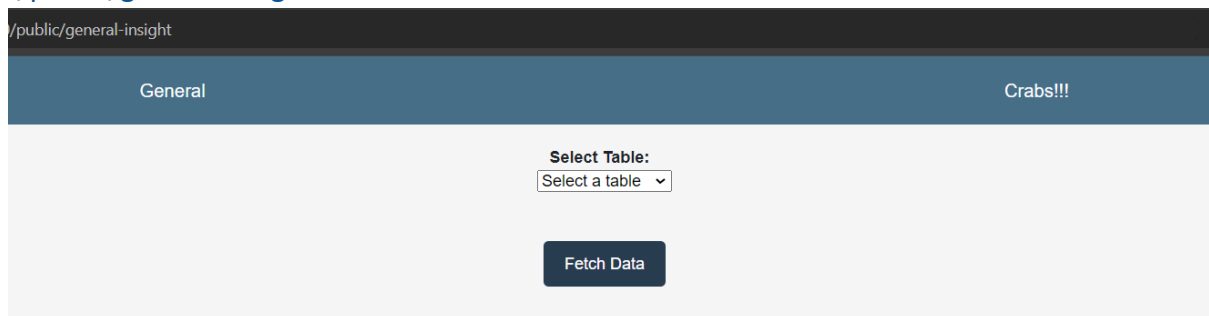 /public/general-insight
General Crabs!!!
Select Table:
Select a table
Fetch Data